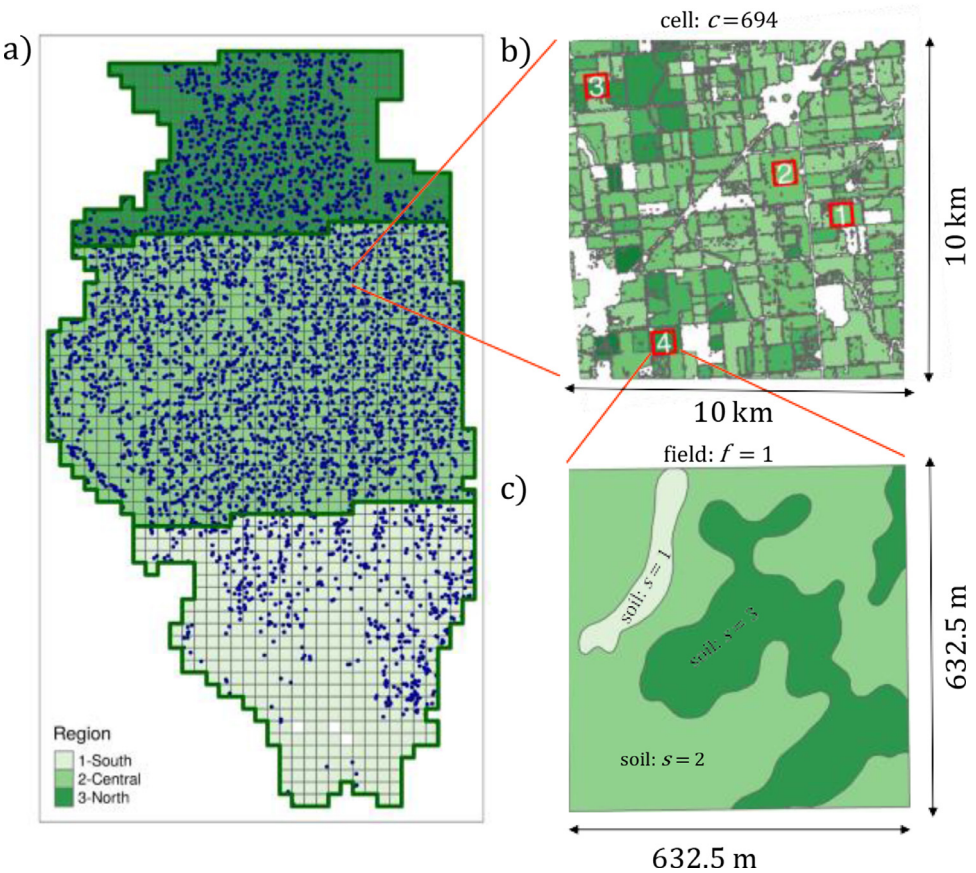 a)
Region
1-South
2-Central
3-North
b)
cell: c=694
3
2
1
4
10 km
10 km
c)
field: f = 1
soil: s = 1
soil: s = 3
soil: s = 2
632.5 m
632.5 m